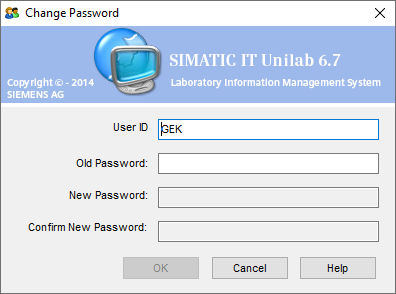 Change Password
SIMATIC IT Unilab 6.7
Copyright © - 2014 Laboratory Information Management System
SIEMENS AG
User ID GEK
Old Password:
New Password:
Confirm New Password:
OK Cancel Help